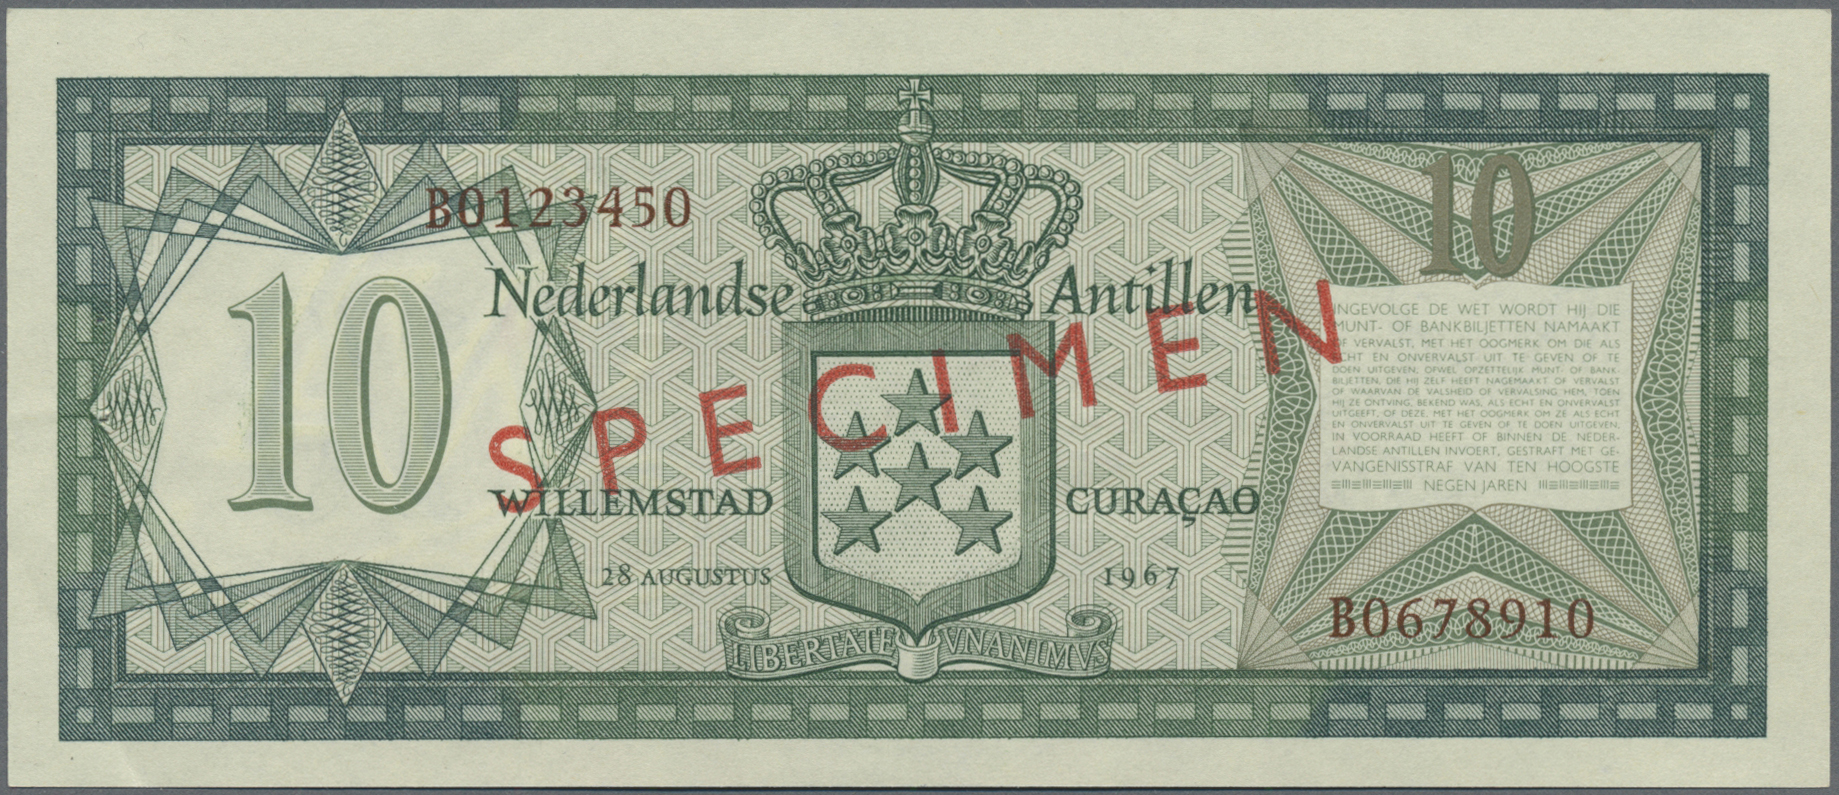 B0123450
10
Nederlandse Antillen
SPECIMEN
WILLEMSTAD CURAÇAO
28 AUGUSTUS 1967
LIBERTATE VNANIMVS
10
INGEVOLGE DE WET WORDT HIJ DIE
MUNT- OF BANKBILJETTEN NAMAAKT
OF VERVALST, MET HET OOGMERK OM DIE ALS
ECHT EN ONVERVALST UIT TE GEVEN OF TE
DOEN UITGEVEN, OFWEL OPZETTELIJK MUNT- OF BANK-
BILJETTEN, DIE HIJ ZELF HEEFT NAGEMAAKT OF VERVALST
OF WAARVAN DE VALSHEID OF VERVALSING HEM, TOEN
HIJ ZE ONTVING, BEKEND WAS, ALS ECHT EN ONVERVALST
UITGEEFT, OF DEZE, MET HET OOGMERK OM ZE ALS ECHT
EN ONVERVALST UIT TE GEVEN OF TE DOEN UITGEVEN,
IN VOORRAAD HEEFT OF BINNEN DE NEDER-
LANDSE ANTILLEN INVOERT, GESTRAFT MET GE-
VANGENISSTRAF VAN TEN HOOGSTE
NEGEN JAREN
B0678910